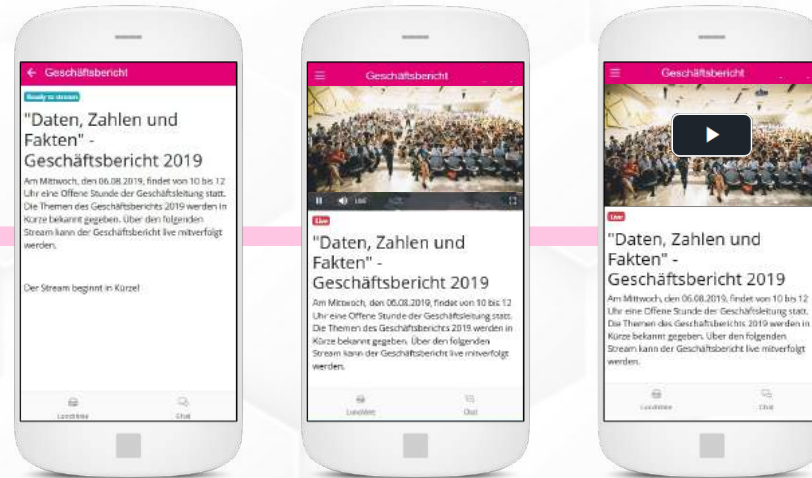 Geschäftsbericht
Ready to stream
"Daten, Zahlen und
Fakten" -
Geschäftsbericht 2019
Am Mittwoch, den 06.08.2019, findet von 10 bis 12
Uhr eine Offene Stunde der Geschäftsleitung statt.
Die Themen des Geschäftsberichts 2019 werden in
Kürze bekannt gegeben. Über den folgenden
Stream kann der Geschäftsbericht live mitverfolgt
werden.
Der Stream beginnt in Kürze!
Lunchtime
Chat
Geschäftsbericht
LIVE
Live
"Daten, Zahlen und
Fakten" -
Geschäftsbericht 2019
Am Mittwoch, den 06.08.2019, findet von 10 bis 12
Uhr eine Offene Stunde der Geschäftsleitung statt.
Die Themen des Geschäftsberichts 2019 werden in
Kürze bekannt gegeben. Über den folgenden
Stream kann der Geschäftsbericht live mitverfolgt
werden.
Lunchtime
Chat
Geschäftsbericht
Live
"Daten, Zahlen und
Fakten" -
Geschäftsbericht 2019
Am Mittwoch, den 06.08.2019, findet von 10 bis 12
Uhr eine Offene Stunde der Geschäftsleitung statt.
Die Themen des Geschäftsberichts 2019 werden in
Kürze bekannt gegeben. Über den folgenden
Stream kann der Geschäftsbericht live mitverfolgt
werden.
Lunchtime
Chat